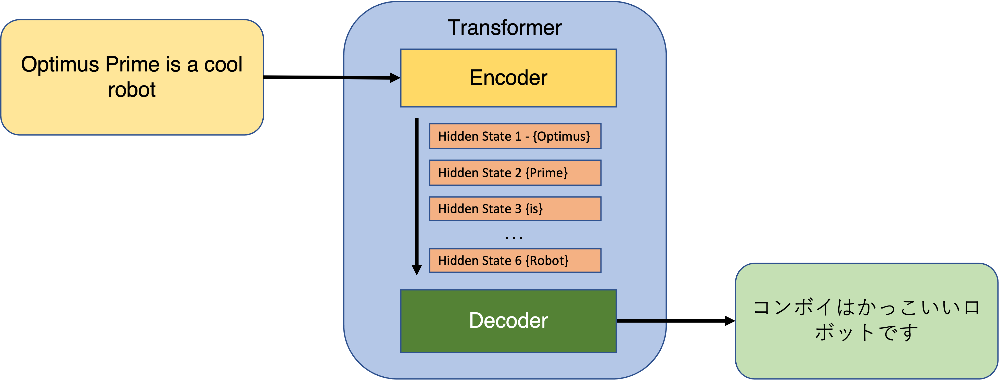 Transformer
Optimus Prime is a cool
robot
Encoder
Hidden State 1 - {Optimus}
Hidden State 2 {Prime}
Hidden State 3 {is}
...
Hidden State 6 {Robot}
Decoder
コンボイはかっこいいロ
ボットです